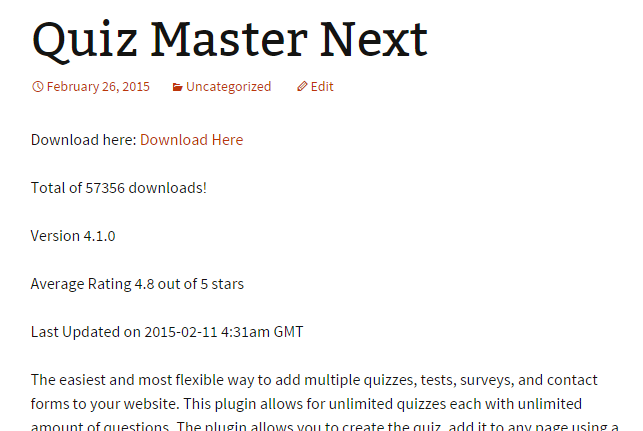 Quiz Master Next
February 26, 2015 Uncategorized Edit
Download here: Download Here
Total of 57356 downloads!
Version 4.1.0
Average Rating 4.8 out of 5 stars
Last Updated on 2015-02-11 4:31am GMT
The easiest and most flexible way to add multiple quizzes, tests, surveys, and contact
forms to your website. This plugin allows for unlimited quizzes each with unlimited
amount of questions. The plugin allows you to create the quiz, add it to any page using a